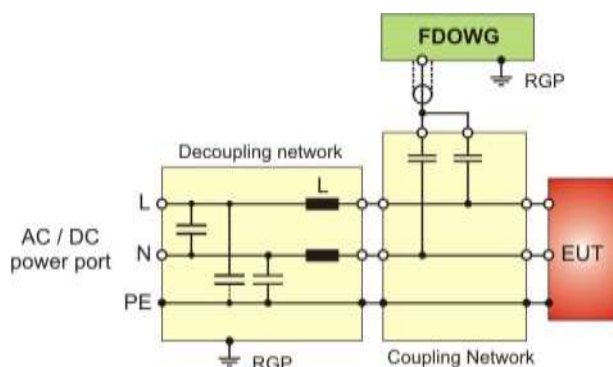 FDOWG
RGP
Decoupling network
L
L
AC / DC
power port
N
EUT
PE
RGP
Coupling Network